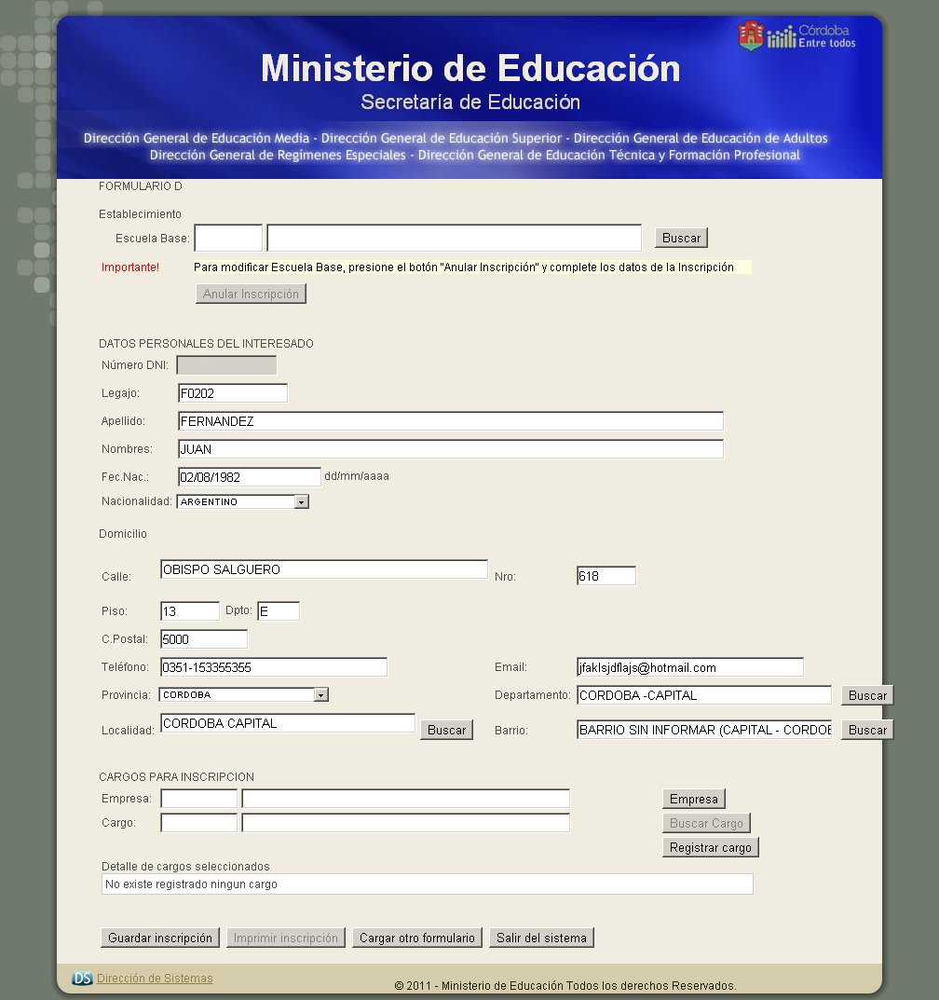 Córdoba
Entre todos
Ministerio de Educación
Secretaría de Educación
Dirección General de Educación Media - Dirección General de Educación Superior - Dirección General de Educación de Adultos
Dirección General de Regímenes Especiales - Dirección General de Educación Técnica y Formación Profesional
FORMULARIO D
Establecimiento
Escuela Base: Buscar
Importante! Para modificar Escuela Base, presione el botón "Anular Inscripción" y complete los datos de la Inscripción
Anular Inscripción
DATOS PERSONALES DEL INTERESADO
Número DNI:
Legajo: F0202
Apellido: FERNANDEZ
Nombres: JUAN
Fec.Nac.: 02/08/1982 dd/mm/aaaa
Nacionalidad: ARGENTINO
Domicilio
Calle: OBISPO SALGUERO Nro: 618
Piso: 13 Dpto: E
C.Postal: 5000
Teléfono: 0351-153355355 Email: jfaklsjdflajs@hotmail.com
Provincia: CORDOBA Departamento: CORDOBA -CAPITAL Buscar
Localidad: CORDOBA CAPITAL Buscar Barrio: BARRIO SIN INFORMAR (CAPITAL - CORDOB Buscar
CARGOS PARA INSCRIPCION
Empresa: Empresa
Cargo: Buscar Cargo
Registrar cargo
Detalle de cargos seleccionados
No existe registrado ningun cargo
Guardar inscripción Imprimir inscripción Cargar otro formulario Salir del sistema
DS Dirección de Sistemas
© 2011 - Ministerio de Educación Todos los derechos Reservados.